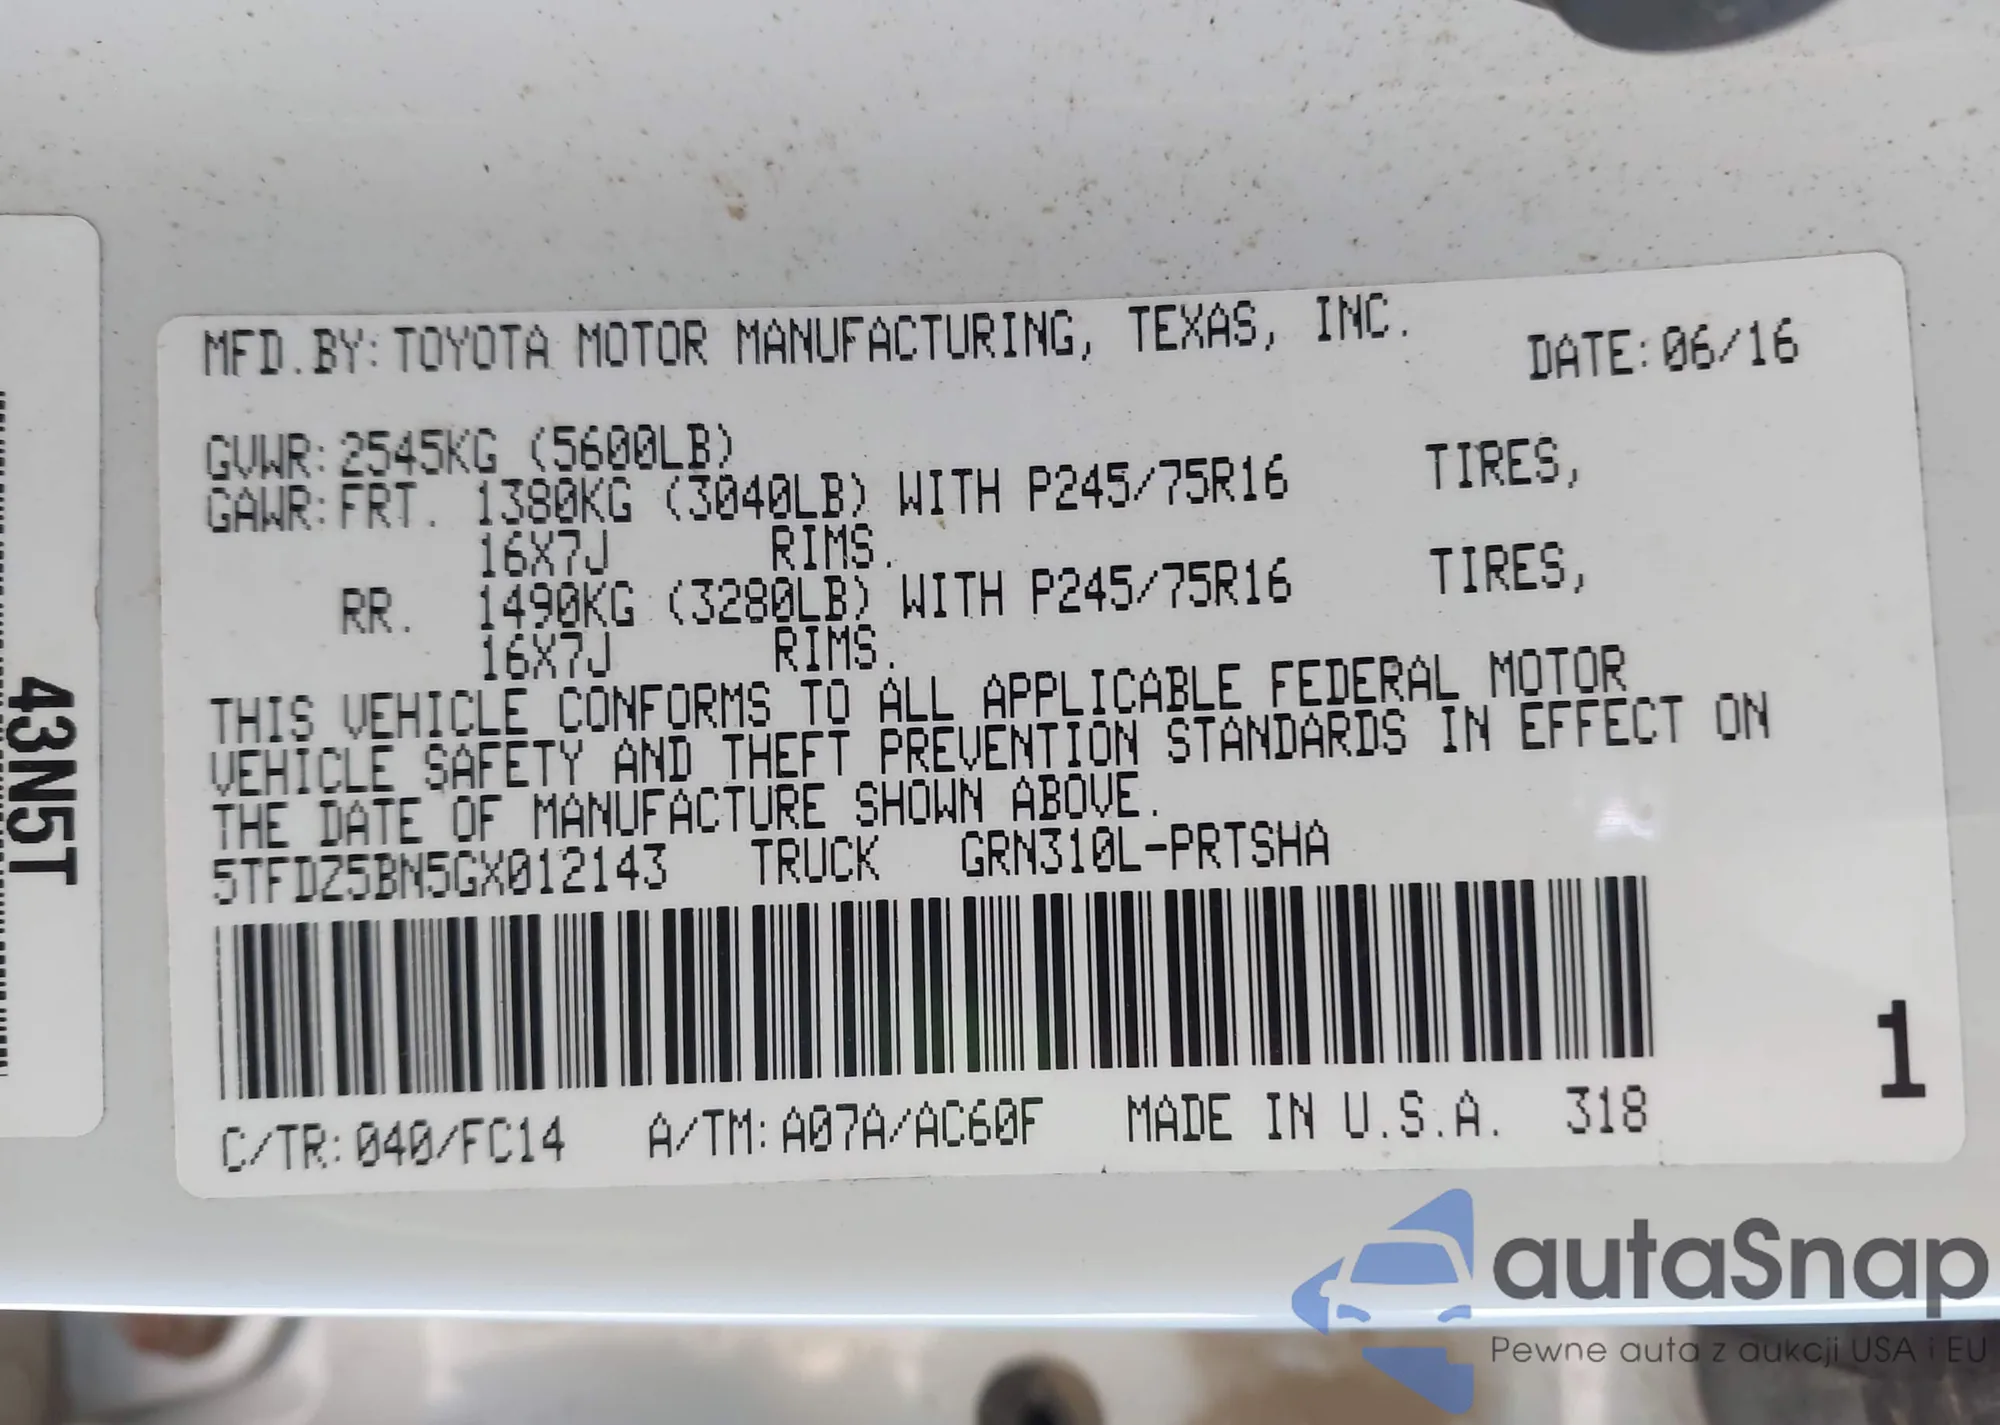 MFD.BY:TOYOTA MOTOR MANUFACTURING, TEXAS, INC. DATE:06/16
GVWR:2545KG (5600LB)
GAWR:FRT. 1380KG (3040LB) WITH P245/75R16 TIRES,
16X7J RIMS.
RR. 1490KG (3280LB) WITH P245/75R16 TIRES,
16X7J RIMS.
THIS VEHICLE CONFORMS TO ALL APPLICABLE FEDERAL MOTOR
VEHICLE SAFETY AND THEFT PREVENTION STANDARDS IN EFFECT ON
THE DATE OF MANUFACTURE SHOWN ABOVE.
5TFDZ5BN5GX012143 TRUCK GRN310L-PRTSHA
C/TR:040/FC14 A/TM:A07A/AC60F MADE IN U.S.A. 318
1
43N5T
autaSnap
Pewne auta z aukcji USA i EU